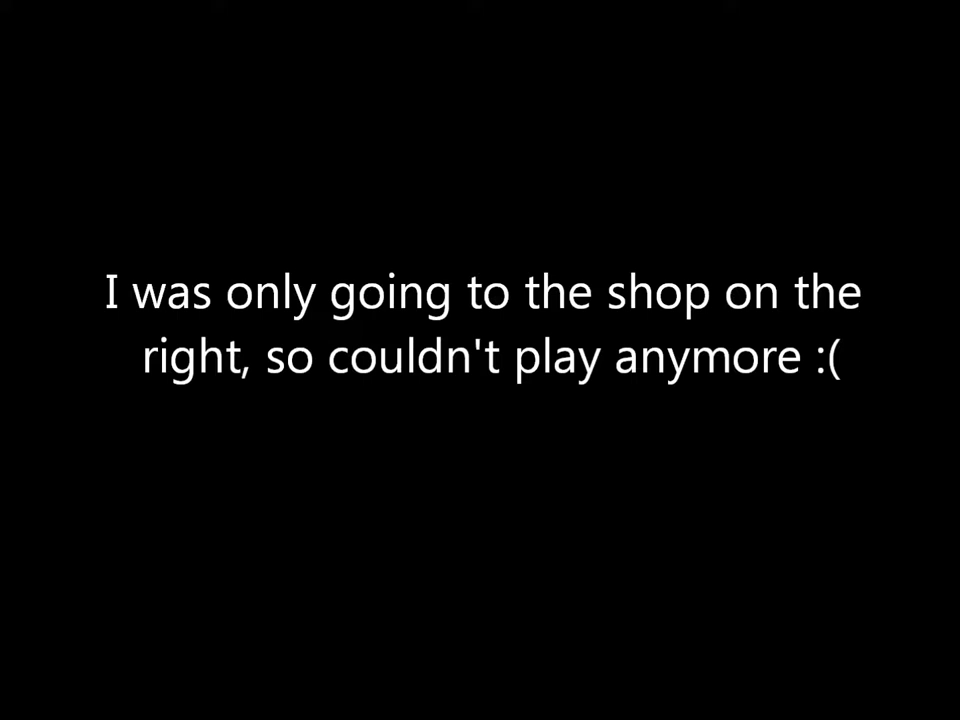 I was only going to the shop on the
right, so couldn't play anymore :(